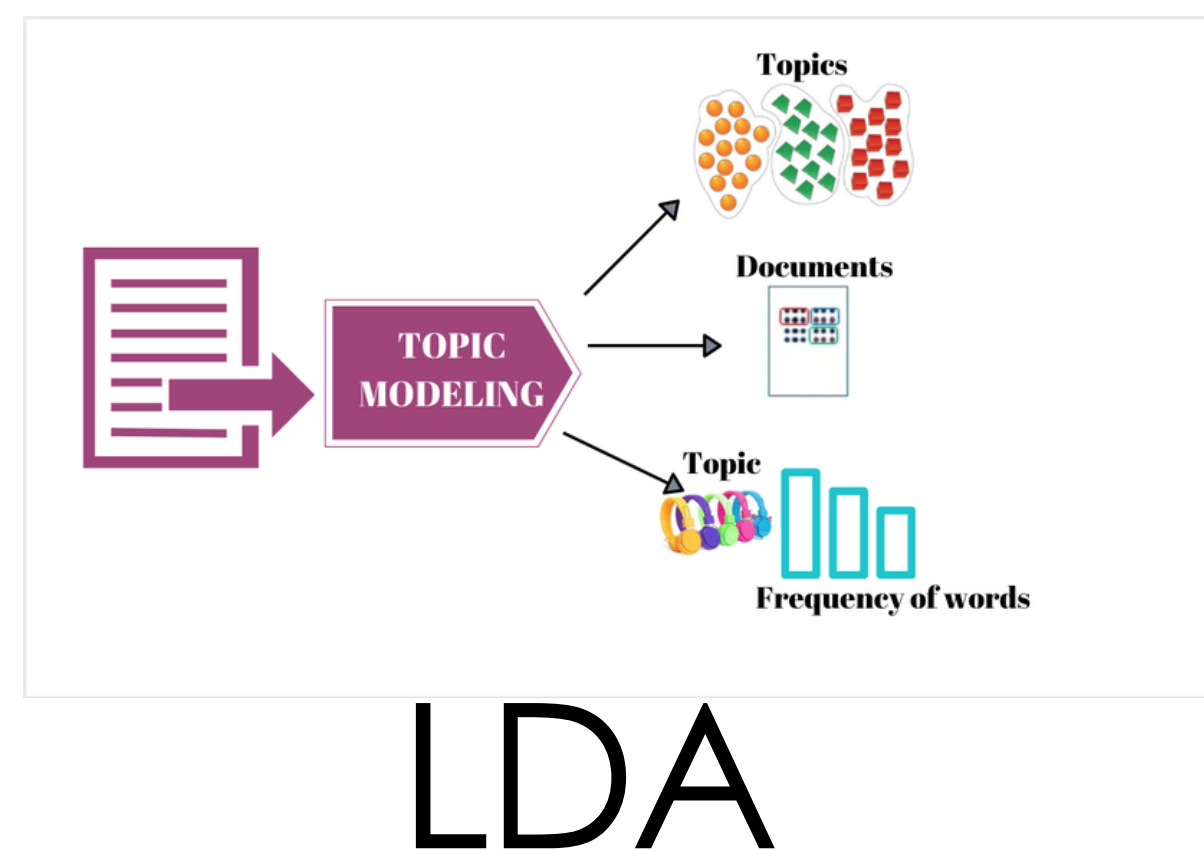 Topics
Documents
TOPIC
MODELING
Topic
Frequency of words
LDA